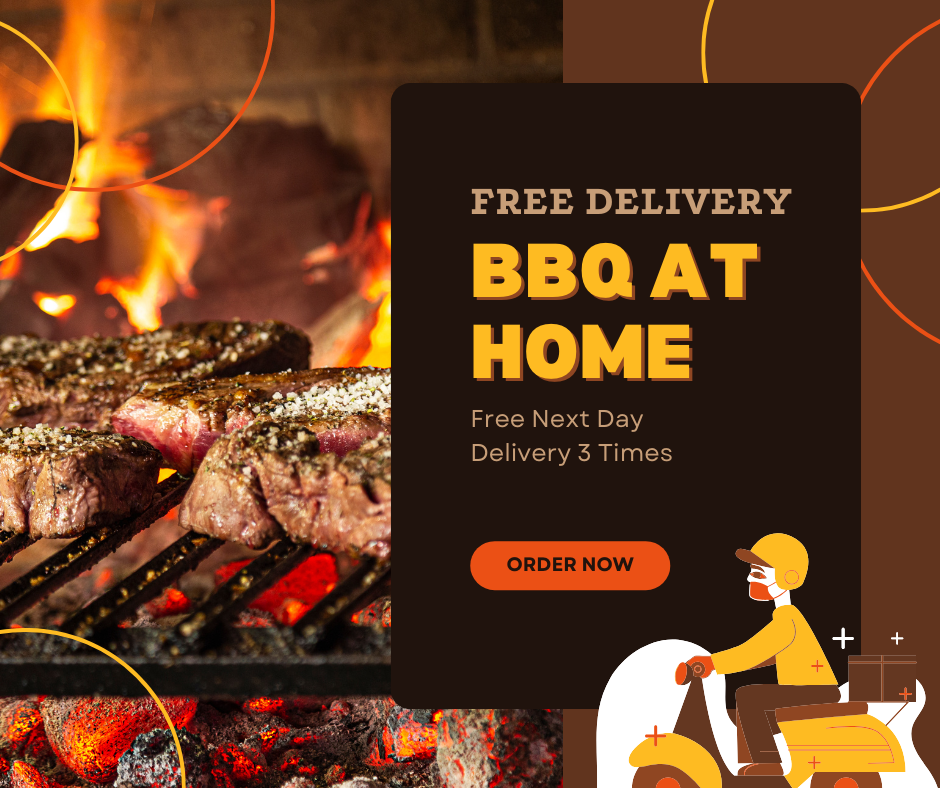 FREE DELIVERY
BBQ AT
HOME
Free Next Day
Delivery 3 Times
ORDER NOW